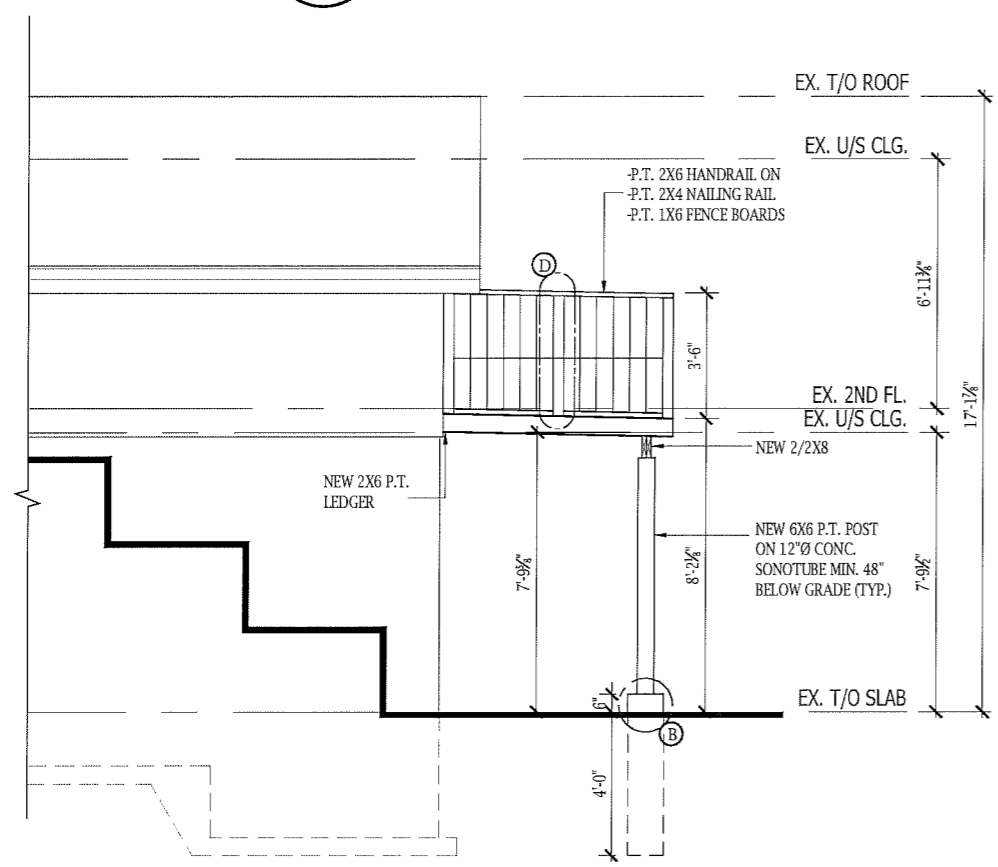 EX. T/O ROOF
EX. U/S CLG.
-P.T. 2X6 HANDRAIL ON
-P.T. 2X4 NAILING RAIL
-P.T. 1X6 FENCE BOARDS
D
6'-11⅜"
3'-6"
EX. 2ND FL.
EX. U/S CLG.
17'-1⅞"
NEW 2/2X8
NEW 2X6 P.T.
LEDGER
NEW 6X6 P.T. POST
ON 12"Ø CONC.
SONOTUBE MIN. 48"
BELOW GRADE (TYP.)
7'-9⅝"
8'-2⅛"
7'-9½"
6"
EX. T/O SLAB
B
4'-0"